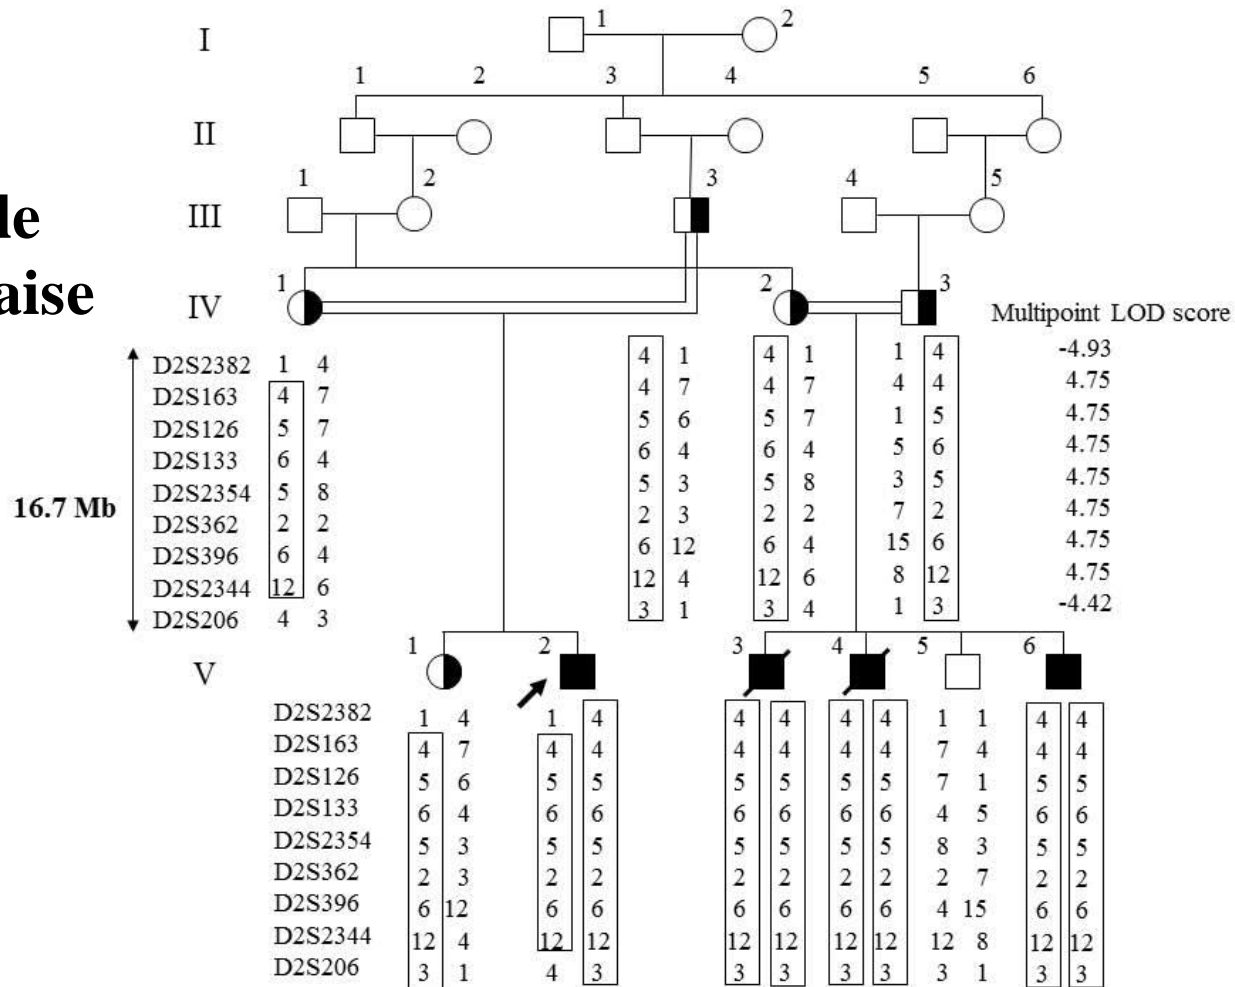 1 2
I
1 2 3 4 5 6
II
1 2 3 4 5
le
III
aise
1 2 3
IV
Multipoint LOD score
D2S2382 1 4 4 1 4 1 1 4 -4.93
D2S163 4 7 4 7 4 7 4 4 4.75
D2S126 5 7 5 6 5 7 1 5 4.75
D2S133 6 4 6 4 6 4 5 6 4.75
D2S2354 5 8 5 3 5 8 3 5 4.75
16.7 Mb
D2S362 2 2 2 3 2 2 7 2 4.75
D2S396 6 4 6 12 6 4 15 6 4.75
D2S2344 12 6 12 4 12 6 8 12 4.75
D2S206 4 3 3 1 3 4 1 3 -4.42
1 2 3 4 5 6
V
D2S2382 1 4 1 4 4 4 4 4 1 1 4 4
D2S163 4 7 4 4 4 4 4 4 7 4 4 4
D2S126 5 6 5 5 5 5 5 5 7 1 5 5
D2S133 6 4 6 6 6 6 6 6 4 5 6 6
D2S2354 5 3 5 5 5 5 5 5 8 3 5 5
D2S362 2 3 2 2 2 2 2 2 2 7 2 2
D2S396 6 12 6 6 6 6 6 6 4 15 6 6
D2S2344 12 4 12 12 12 12 12 12 12 8 12 12
D2S206 3 1 4 3 3 3 3 3 3 1 3 3